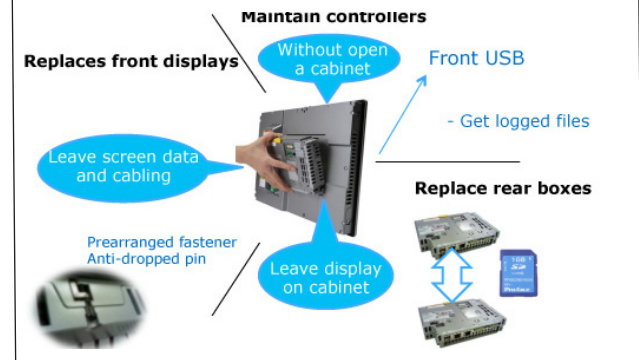 Maintain controllers
Replaces front displays
Without open
a cabinet
Front USB
- Get logged files
Leave screen data
and cabling
Replace rear boxes
Prearranged fastener
Anti-dropped pin
Leave display
on cabinet
1GB
SD